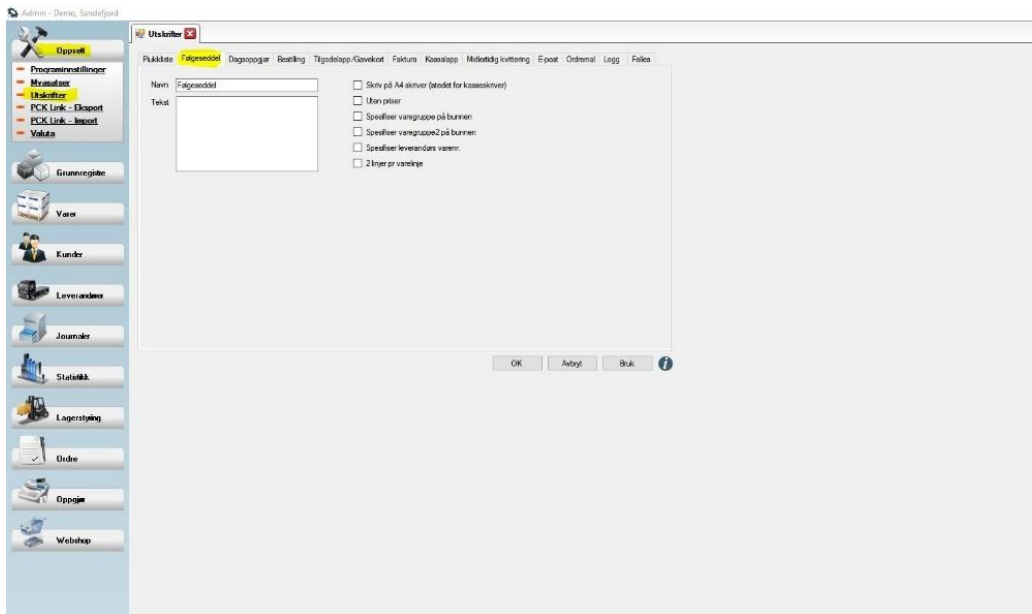 Admin - Demo, Sandefjord
Oppsett
Programinnstillinger
Mvasatser
Utskrifter
PCK Link - Eksport
PCK Link - Import
Valuta
Grunnregistre
Varer
Kunder
Leverandører
Journaler
Statistikk
Lagerstyring
Ordre
Oppgjør
Webshop
Utskrifter
Plukkliste Følgeseddel Dagsoppgjør Bestilling Tilgodelapp/Gavekort Faktura Kassalapp Midlertidig kvittering E-post Ordremal Logg Felles
Navn Følgeseddel
Tekst
Skriv på A4 skriver (istedet for kassaskriver)
Uten priser
Spesifiser varegruppe på bunnen
Spesifiser varegruppe2 på bunnen
Spesifiser leverandørs varenr.
2 linjer pr varelinje
OK Avbryt Bruk